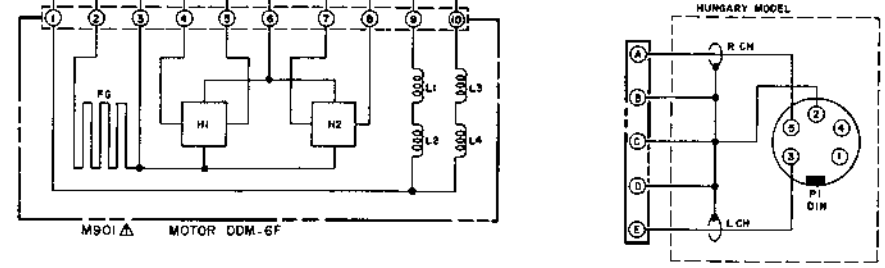 1 2 3 4 5 6 7 8 9 10
FG
H1
H2
L1
L3
L2
L4
M901 MOTOR DDM-6F
HUNGARY MODEL
A
R CH
B
C
D
E
L CH
2
5
4
3
1
P1
DIN